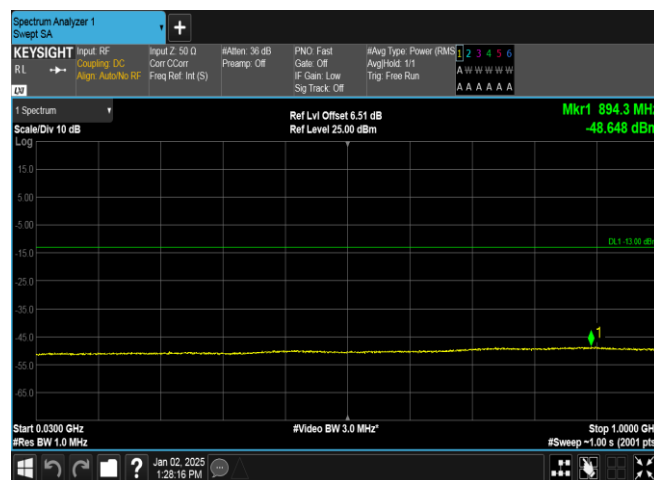 Spectrum Analyzer 1
Swept SA
+
KEYSIGHT
R L
LXI
Input: RF
Coupling: DC
Align: Auto/No RF
Input Z: 50 Ω
Corr CCorr
Freq Ref: Int (S)
#Atten: 36 dB
Preamp: Off
PNO: Fast
Gate: Off
IF Gain: Low
Sig Track: Off
#Avg Type: Power (RMS
Avg|Hold: 1/1
Trig: Free Run
1 2 3 4 5 6
A W W W W W
A A A A A A
1 Spectrum
Scale/Div 10 dB
Log
Ref Lvl Offset 6.51 dB
Ref Level 25.00 dBm
Mkr1 894.3 MHz
-48.648 dBm
15.0
5.00
-5.00
-15.0
-25.0
-35.0
-45.0
-55.0
-65.0
DL1 -13.00 dBm
1
Start 0.0300 GHz
#Res BW 1.0 MHz
#Video BW 3.0 MHz*
Stop 1.0000 GH
#Sweep ~1.00 s (2001 pts
?
Jan 02, 2025
1:28:16 PM